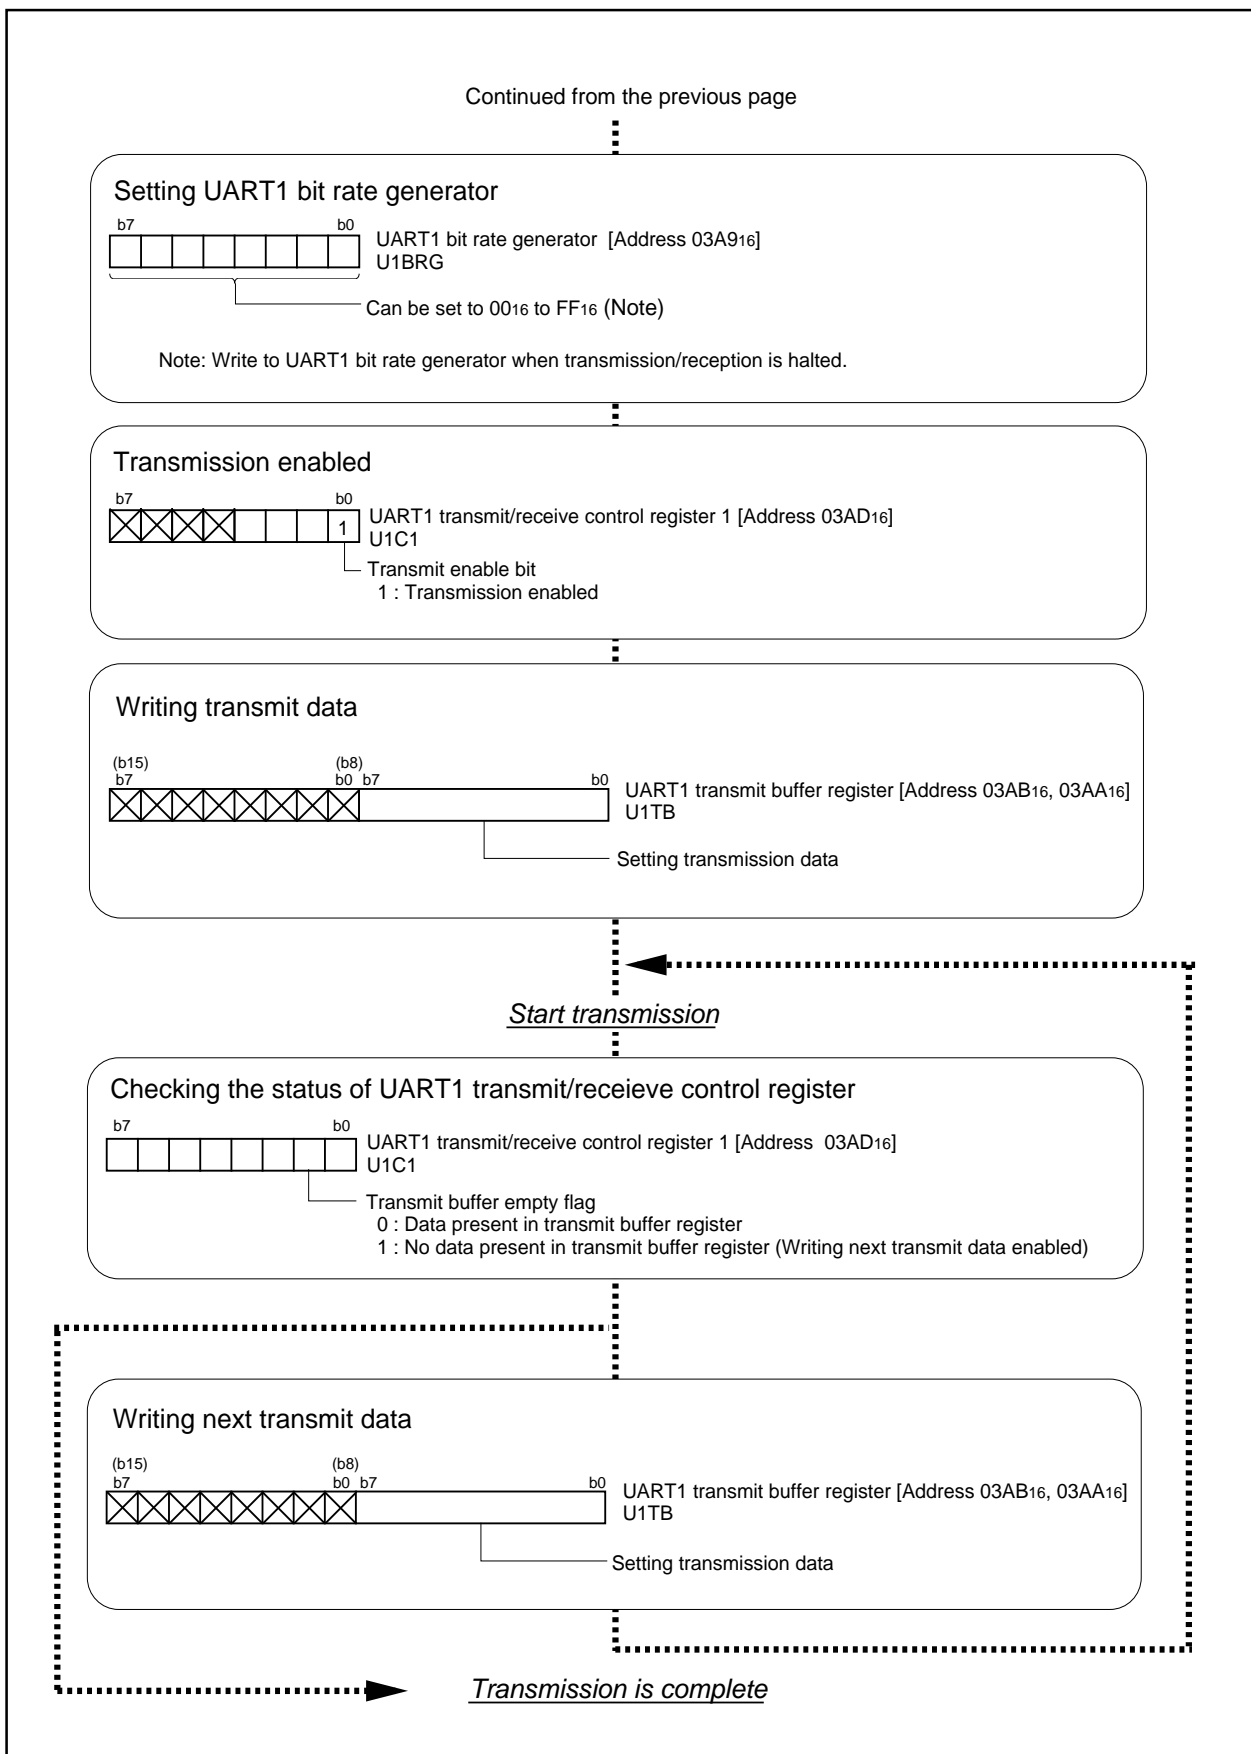 Continued from the previous page
Setting UART1 bit rate generator
b7 b0
UART1 bit rate generator [Address 03A916]
U1BRG
Can be set to 0016 to FF16 (Note)
Note: Write to UART1 bit rate generator when transmission/reception is halted.
Transmission enabled
b7 b0
1
UART1 transmit/receive control register 1 [Address 03AD16]
U1C1
Transmit enable bit
1 : Transmission enabled
Writing transmit data
(b15) (b8)
b7 b0 b7 b0
UART1 transmit buffer register [Address 03AB16, 03AA16]
U1TB
Setting transmission data
Start transmission
Checking the status of UART1 transmit/receieve control register
b7 b0
UART1 transmit/receive control register 1 [Address 03AD16]
U1C1
Transmit buffer empty flag
0 : Data present in transmit buffer register
1 : No data present in transmit buffer register (Writing next transmit data enabled)
Writing next transmit data
(b15) (b8)
b7 b0 b7 b0
UART1 transmit buffer register [Address 03AB16, 03AA16]
U1TB
Setting transmission data
Transmission is complete